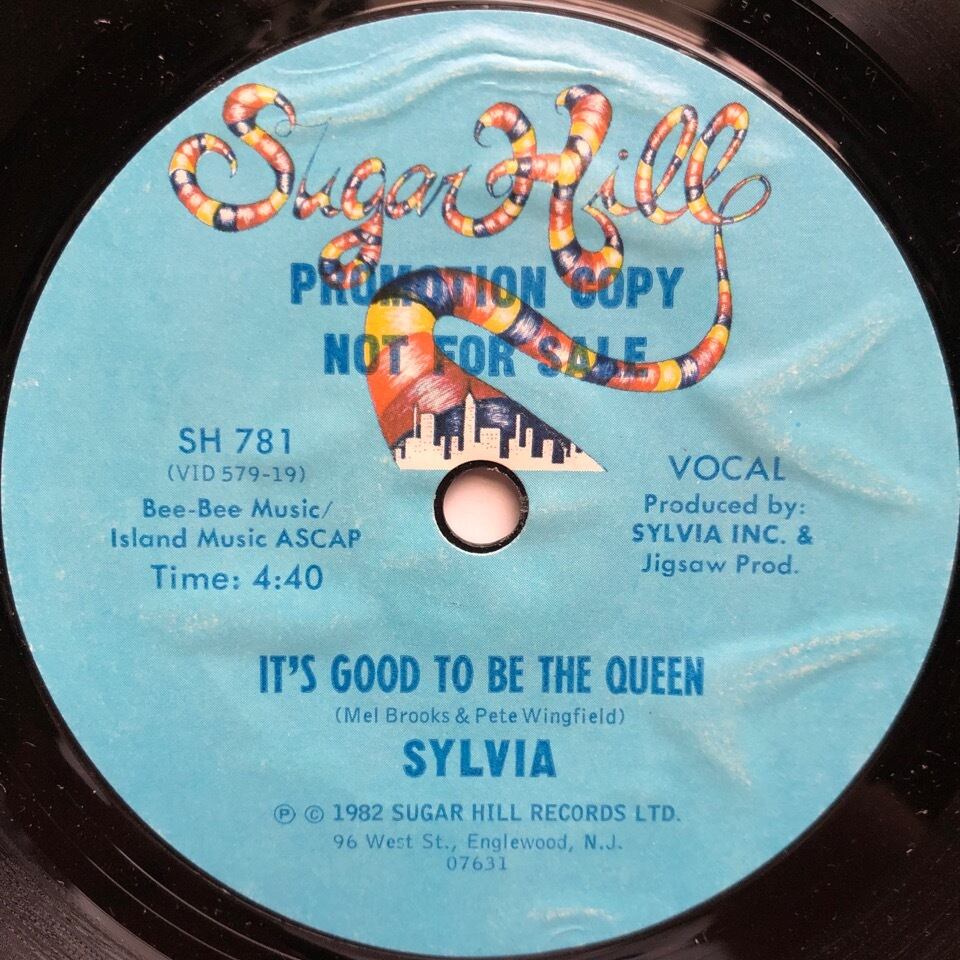 Sugar Hill
PROMOTION COPY
NOT FOR SALE
SH 781
(VID 579-19)
Bee-Bee Music/
Island Music ASCAP
Time: 4:40
VOCAL
Produced by:
SYLVIA INC. &
Jigsaw Prod.
IT'S GOOD TO BE THE QUEEN
(Mel Brooks & Pete Wingfield)
SYLVIA
℗ © 1982 SUGAR HILL RECORDS LTD.
96 West St., Englewood, N.J.
07631